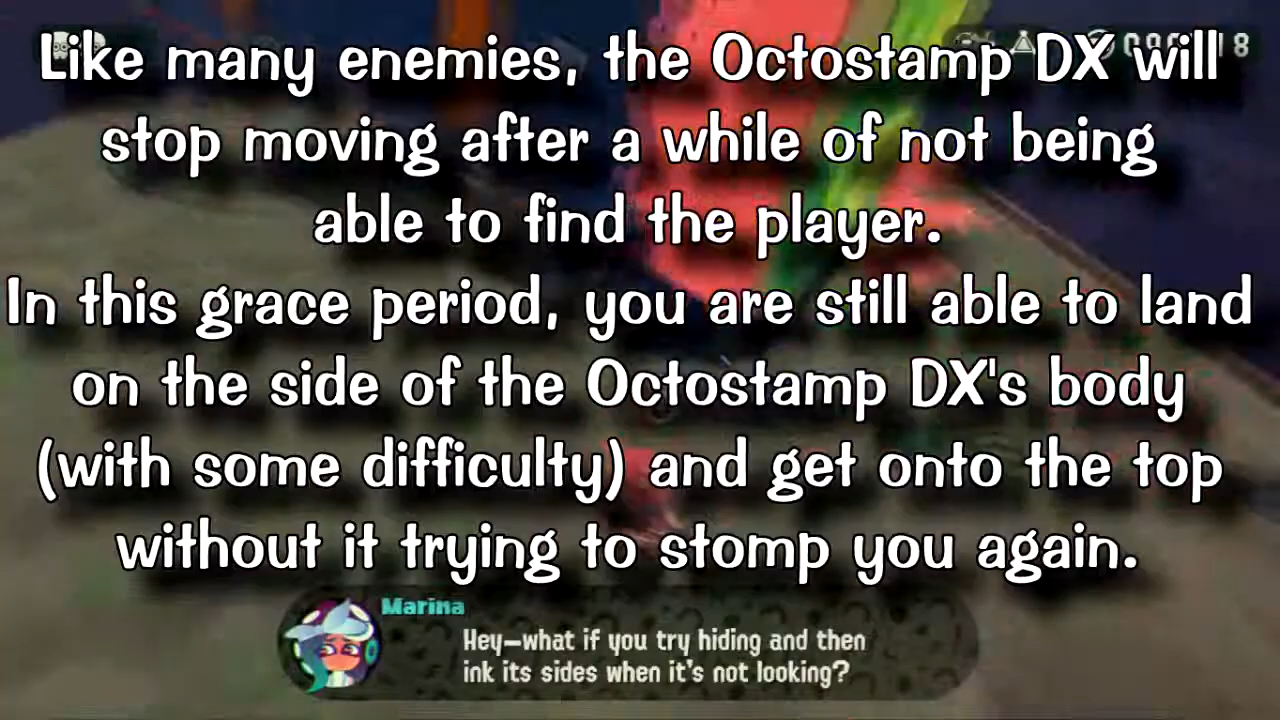 Like many enemies, the Octostamp DX will
stop moving after a while of not being
able to find the player.
In this grace period, you are still able to land
on the side of the Octostamp DX's body
(with some difficulty) and get onto the top
without it trying to stomp you again.
Marina
Hey—what if you try hiding and then
ink its sides when it's not looking?